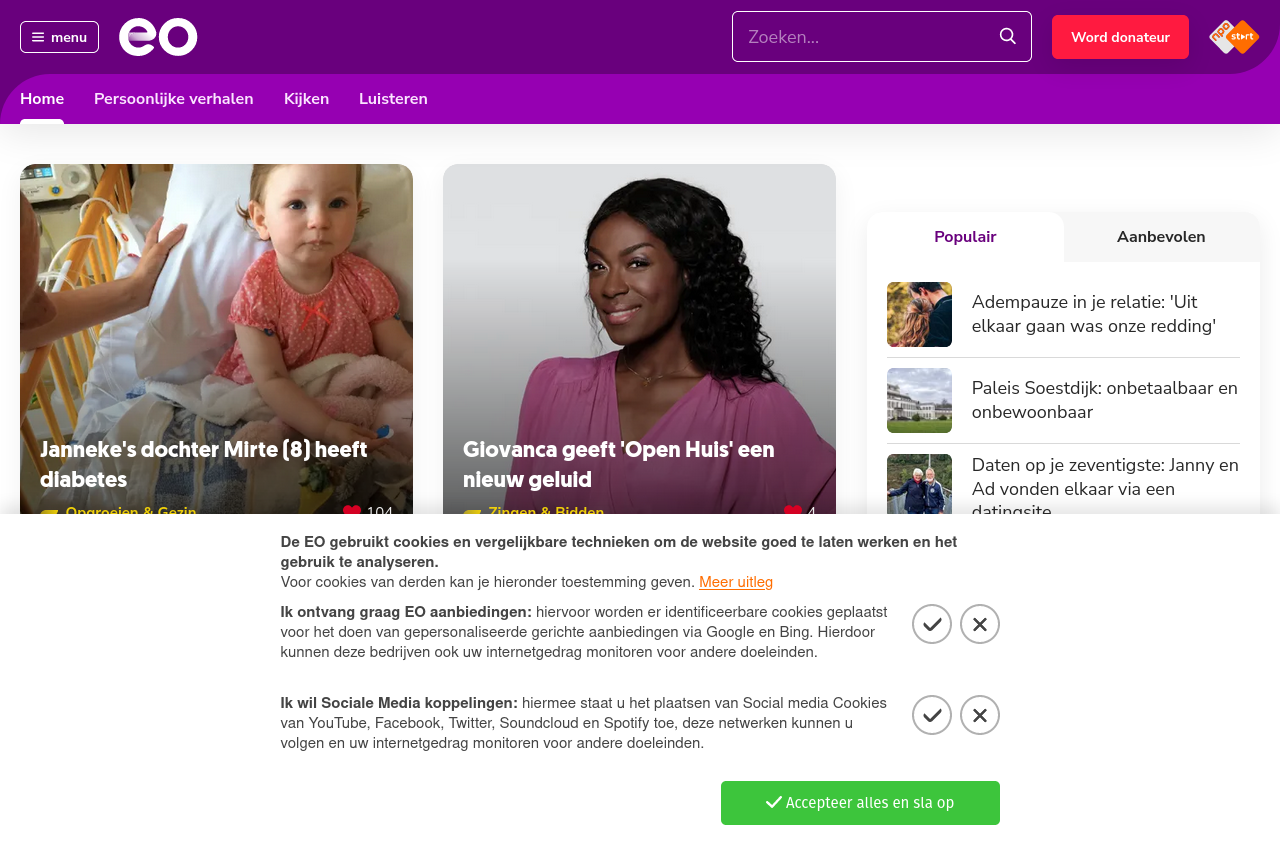 menu
eo
Zoeken...
Word donateur
npo
start
Home
Persoonlijke verhalen
Kijken
Luisteren
Janneke's dochter Mirte (8) heeft
diabetes
Opgroeien & Gezin
104
Giovanca geeft 'Open Huis' een
nieuw geluid
Zingen & Bidden
4
Populair
Aanbevolen
Adempauze in je relatie: 'Uit
elkaar gaan was onze redding'
Paleis Soestdijk: onbetaalbaar en
onbewoonbaar
Daten op je zeventigste: Janny en
Ad vonden elkaar via een
datingsite
De EO gebruikt cookies en vergelijkbare technieken om de website goed te laten werken en het
gebruik te analyseren.
Voor cookies van derden kan je hieronder toestemming geven. Meer uitleg
Ik ontvang graag EO aanbiedingen: hiervoor worden er identificeerbare cookies geplaatst
voor het doen van gepersonaliseerde gerichte aanbiedingen via Google en Bing. Hierdoor
kunnen deze bedrijven ook uw internetgedrag monitoren voor andere doeleinden.
Ik wil Sociale Media koppelingen: hiermee staat u het plaatsen van Social media Cookies
van YouTube, Facebook, Twitter, Soundcloud en Spotify toe, deze netwerken kunnen u
volgen en uw internetgedrag monitoren voor andere doeleinden.
Accepteer alles en sla op